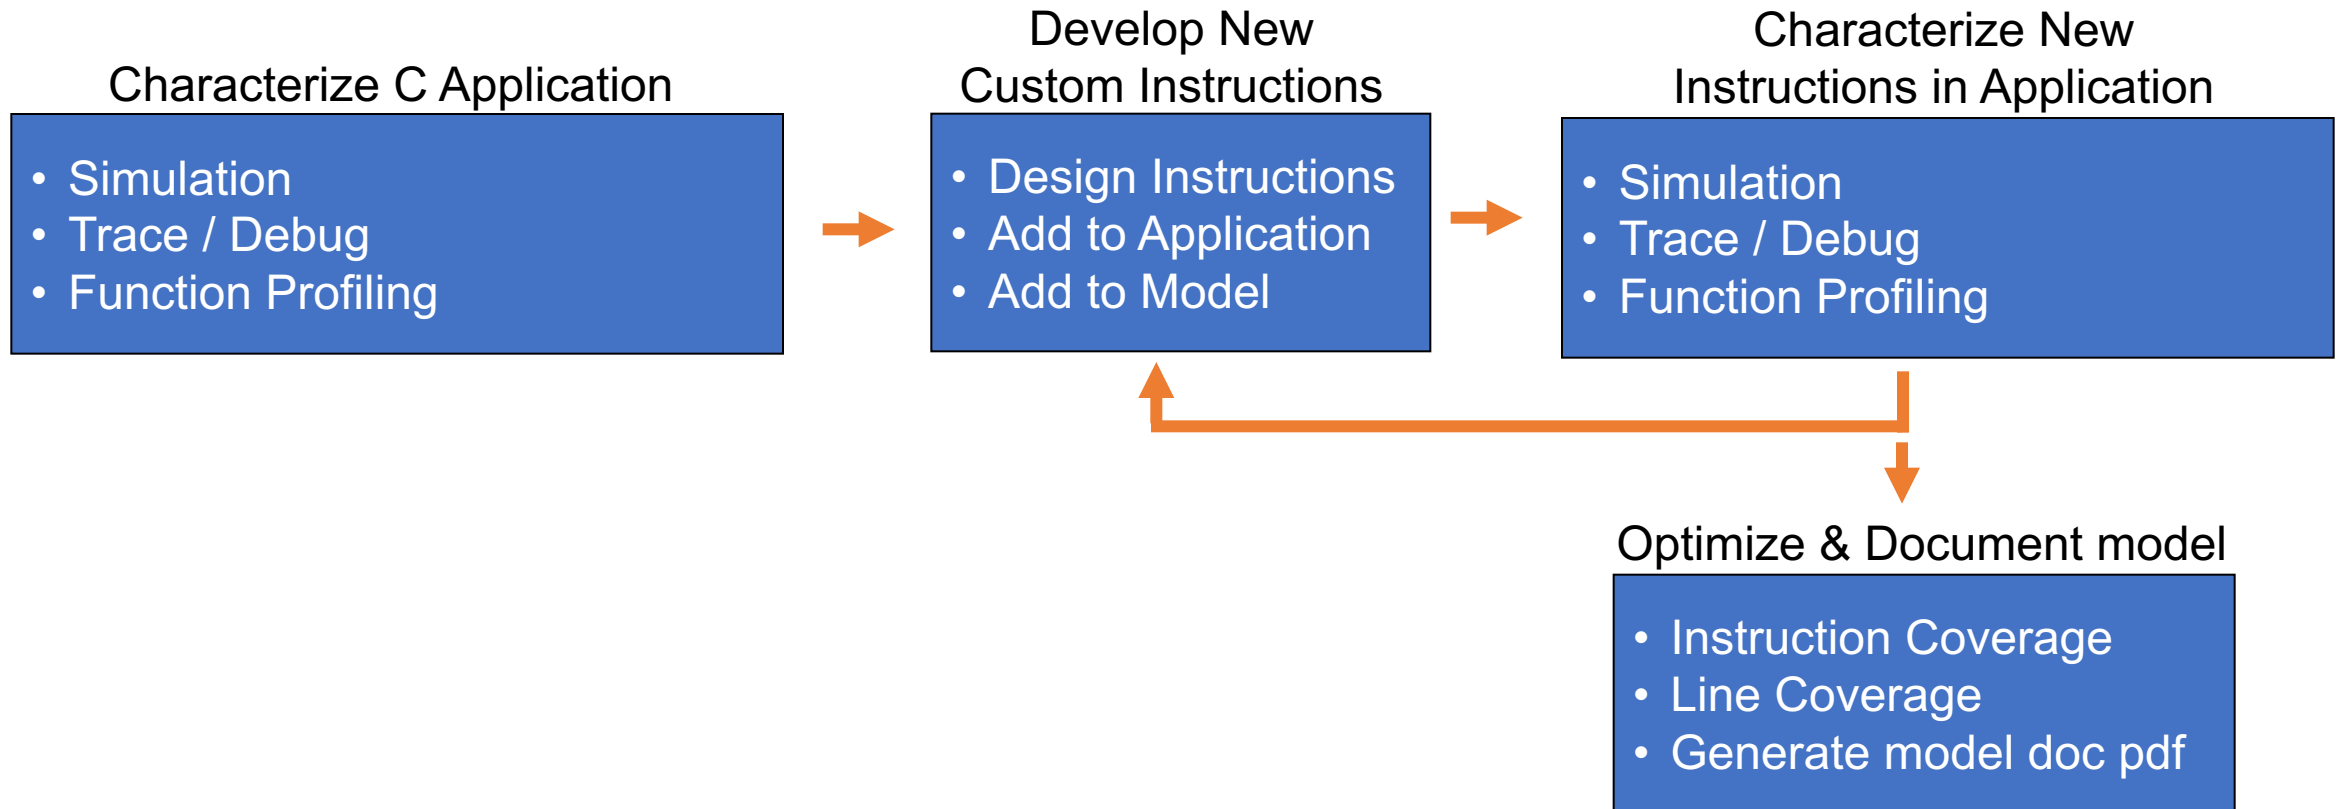 Characterize C Application
• Simulation
• Trace / Debug
• Function Profiling
Develop New
Custom Instructions
• Design Instructions
• Add to Application
• Add to Model
Characterize New
Instructions in Application
• Simulation
• Trace / Debug
• Function Profiling
Optimize & Document model
• Instruction Coverage
• Line Coverage
• Generate model doc pdf